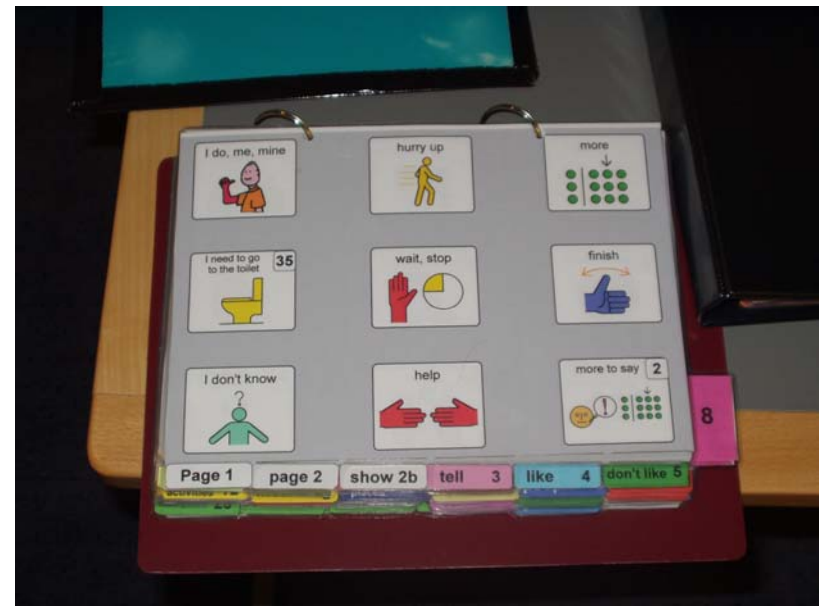 I do, me, mine
hurry up
more
I need to go
to the toilet
35
wait, stop
finish
I don't know
?
help
more to say
2
!
8
Page 1
page 2
show 2b
tell 3
like 4
don't like 5
activities